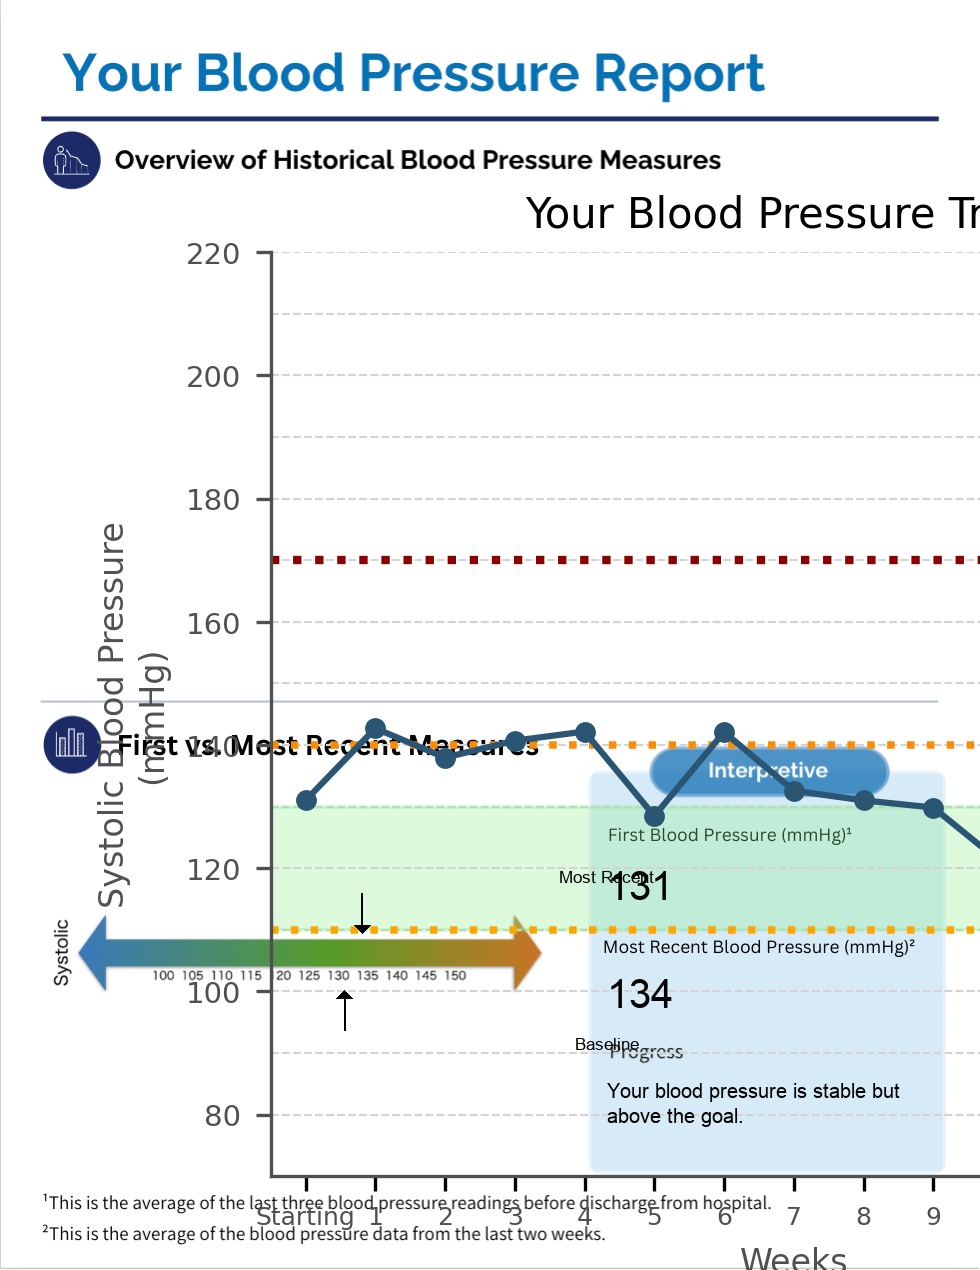 Your Blood Pressure Report
Overview of Historical Blood Pressure Measures
Your Blood Pressure Tr
220
200
180
160
140
120
100
80
Systolic Blood Pressure
(mmHg)
First vs. Most Recent Measures
Interpretive
First Blood Pressure (mmHg)¹
Most Recent
131
Most Recent Blood Pressure (mmHg)²
134
Systolic
100 105 110 115 120 125 130 135 140 145 150
Baseline
Progress
Your blood pressure is stable but
above the goal.
¹This is the average of the last three blood pressure readings before discharge from hospital.
Starting 1 2 3 4 5 6 7 8 9
²This is the average of the blood pressure data from the last two weeks.
Weeks